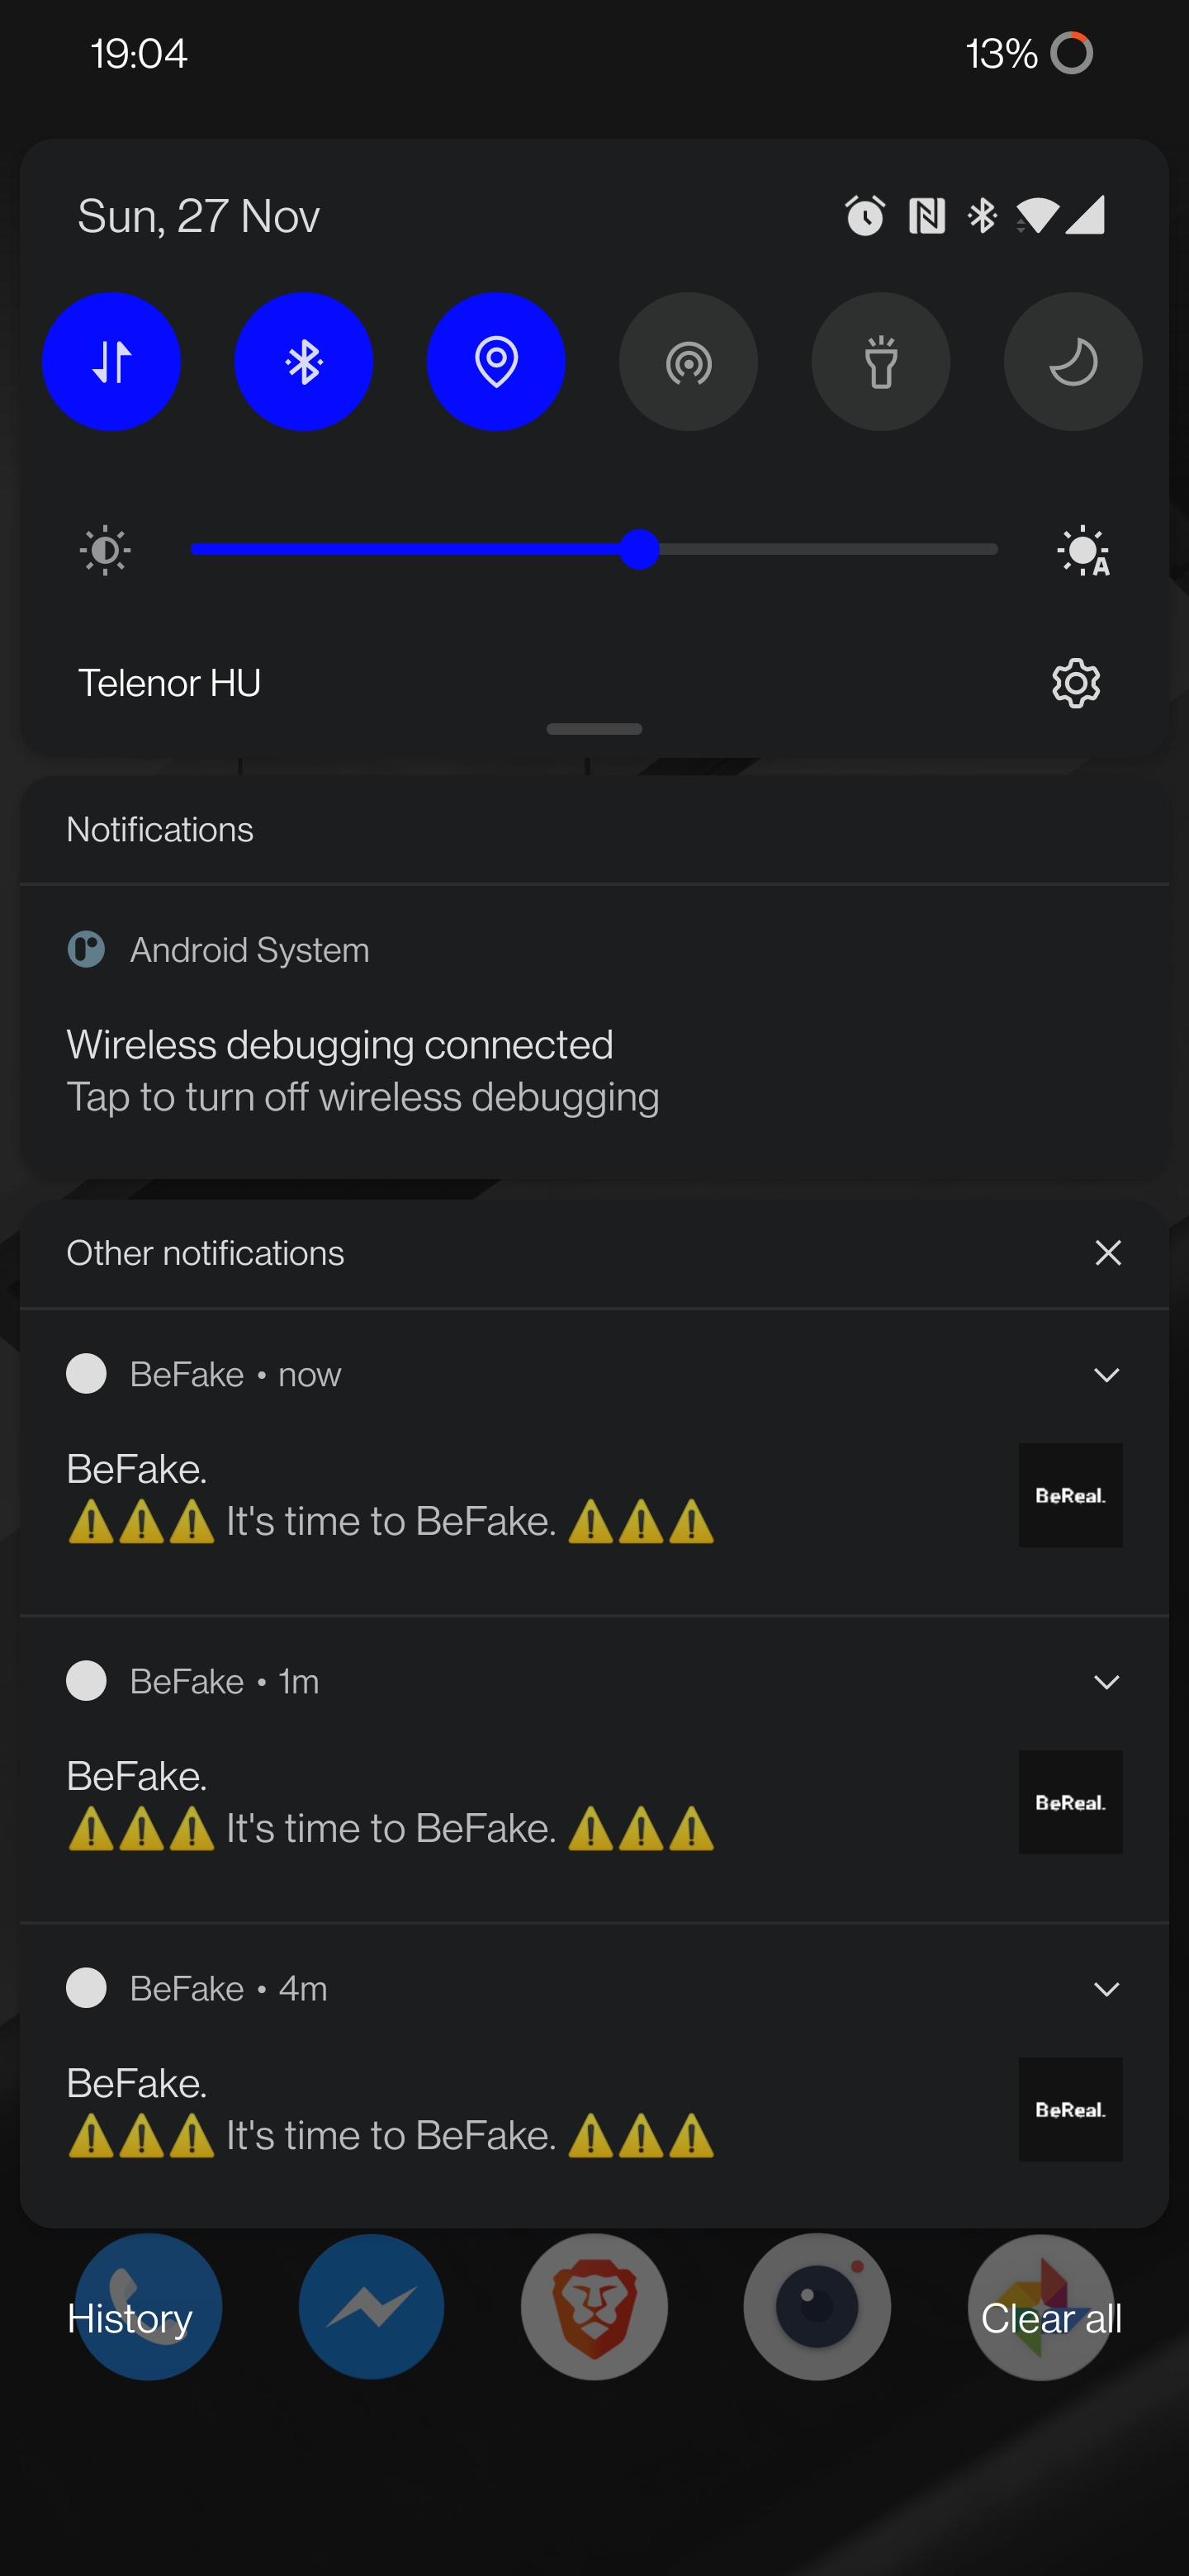 19:04
13%
Sun, 27 Nov
A
Telenor HU
Notifications
Android System
Wireless debugging connected
Tap to turn off wireless debugging
Other notifications
BeFake • now
BeFake.
⚠️⚠️⚠️ It's time to BeFake. ⚠️⚠️⚠️
BeReal.
BeFake • 1m
BeFake.
⚠️⚠️⚠️ It's time to BeFake. ⚠️⚠️⚠️
BeReal.
BeFake • 4m
BeFake.
⚠️⚠️⚠️ It's time to BeFake. ⚠️⚠️⚠️
BeReal.
History
Clear all